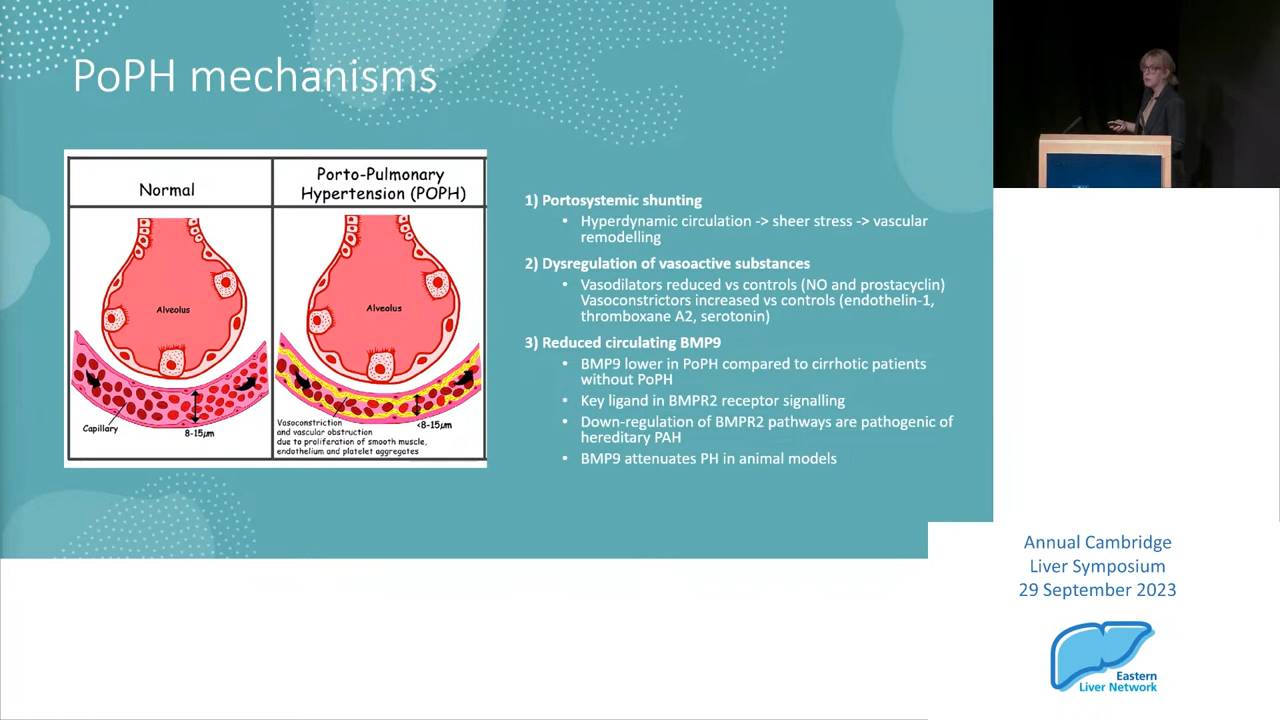 PoPH mechanisms
Normal
Porto-Pulmonary
Hypertension (POPH)
Alveolus
Capillary
8-15µm
Alveolus
Vasoconstriction
and vascular obstruction
due to proliferation of smooth muscle,
endothelium and platelet aggregates
<8-15µm
1) Portosystemic shunting
• Hyperdynamic circulation -> sheer stress -> vascular
remodelling
2) Dysregulation of vasoactive substances
• Vasodilators reduced vs controls (NO and prostacyclin)
Vasoconstrictors increased vs controls (endothelin-1,
thromboxane A2, serotonin)
3) Reduced circulating BMP9
• BMP9 lower in PoPH compared to cirrhotic patients
without PoPH
• Key ligand in BMPR2 receptor signalling
• Down-regulation of BMPR2 pathways are pathogenic of
hereditary PAH
• BMP9 attenuates PH in animal models
Annual Cambridge
Liver Symposium
29 September 2023
Eastern
Liver Network